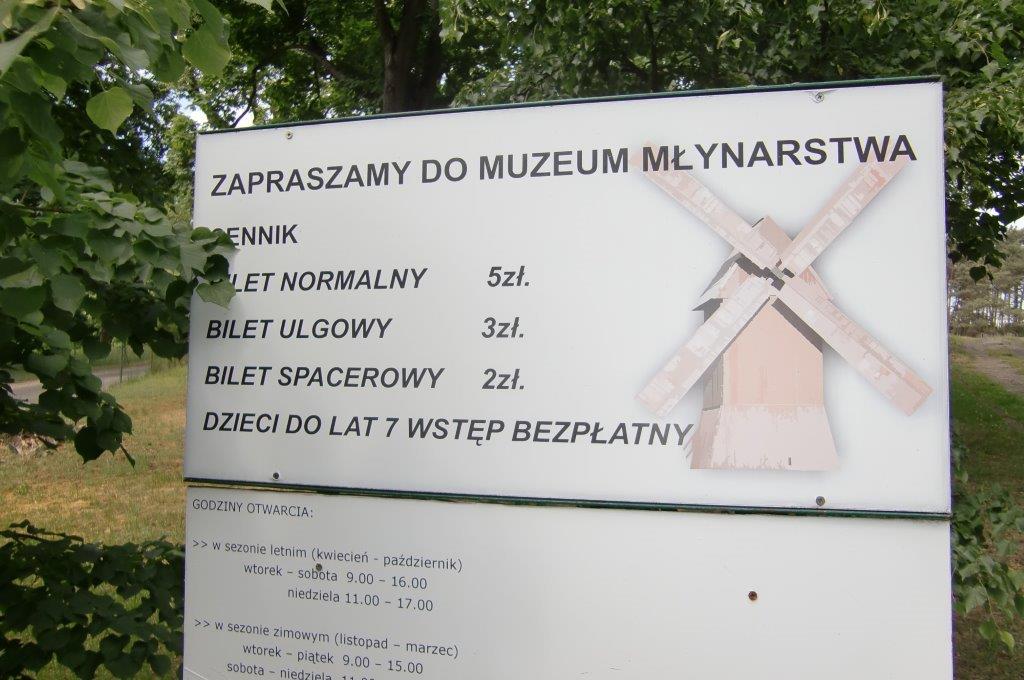 ZAPRASZAMY DO MUZEUM MŁYNARSTWA
CENNIK
BILET NORMALNY 5zł.
BILET ULGOWY 3zł.
BILET SPACEROWY 2zł.
DZIECI DO LAT 7 WSTĘP BEZPŁATNY
GODZINY OTWARCIA:
>> w sezonie letnim (kwiecień - październik)
wtorek – sobota 9.00 – 16.00
niedziela 11.00 – 17.00
>> w sezonie zimowym (listopad – marzec)
wtorek – piątek 9.00 – 15.00
sobota – niedziela